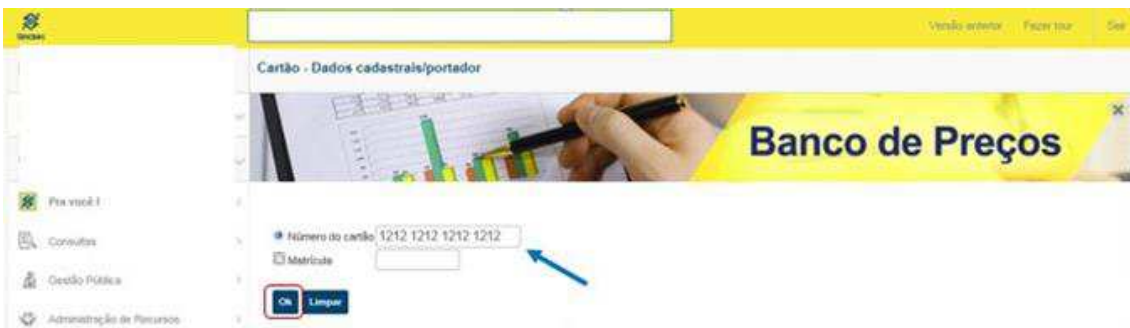 Versão anterior Fazer tour
Cartão - Dados cadastrais/portador
Banco de Preços
Pra você!
Consultas
Número do cartão 1212 1212 1212 1212
Matrícula
Gestão Pública
Ok Limpar
Administração de Recursos